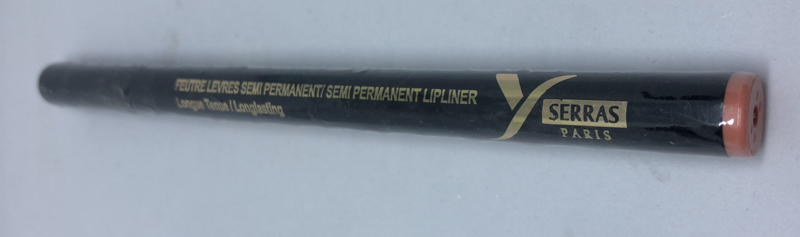 FEUTRE LEVRES SEMI PERMANENT/ SEMI PERMANENT LIPLINER
Longue Tenue / Longlasting
Y SERRAS
PARIS